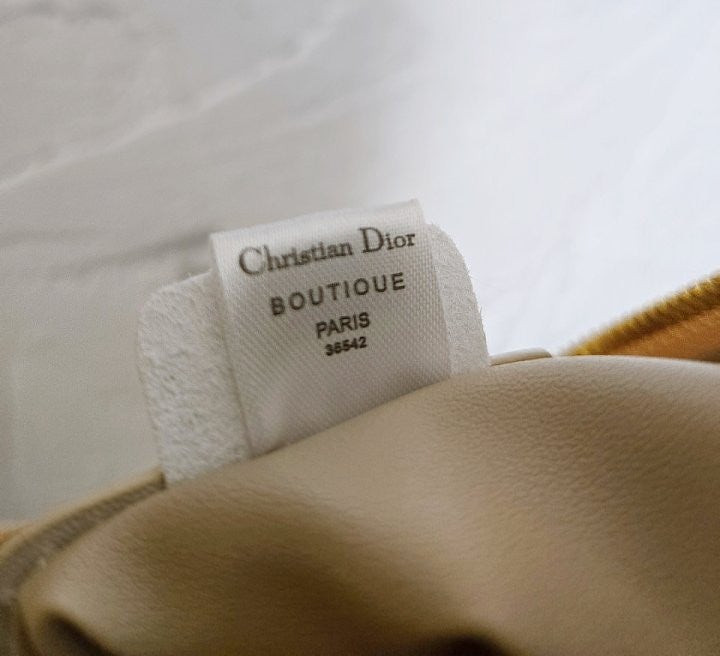 Christian Dior
BOUTIQUE
PARIS
36542